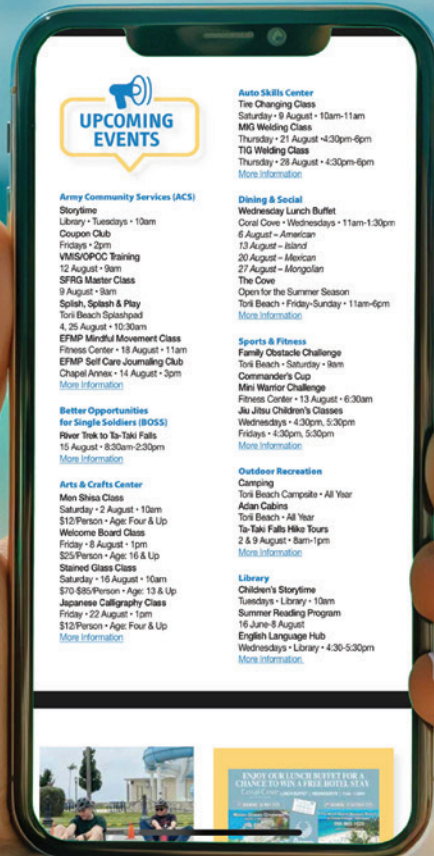 UPCOMING
EVENTS
Army Community Services (ACS)
Storytime
Library • Tuesdays • 10am
Coupon Club
Fridays • 2pm
VMIS/OPOC Training
12 August • 9am
SFRG Master Class
9 August • 9am
Splish, Splash & Play
Torii Beach Splashpad
4, 25 August • 10:30am
EFMP Mindful Movement Class
Fitness Center • 18 August • 11am
EFMP Self Care Journaling Club
Chapel Annex • 14 August • 3pm
More Information
Better Opportunities
for Single Soldiers (BOSS)
River Trek to Ta-Taki Falls
15 August • 8:30am-2:30pm
More Information
Arts & Crafts Center
Men Shisa Class
Saturday • 2 August • 10am
$12/Person • Age: Four & Up
Welcome Board Class
Friday • 8 August • 1pm
$25/Person • Age: 16 & Up
Stained Glass Class
Saturday • 16 August • 10am
$70-$85/Person • Age: 13 & Up
Japanese Calligraphy Class
Friday • 22 August • 1pm
$12/Person • Age: Four & Up
More Information
Auto Skills Center
Tire Changing Class
Saturday • 9 August • 10am-11am
MIG Welding Class
Thursday • 21 August •4:30pm-6pm
TIG Welding Class
Thursday • 28 August • 4:30pm-6pm
More Information
Dining & Social
Wednesday Lunch Buffet
Coral Cove • Wednesdays • 11am-1:30pm
6 August – American
13 August – Island
20 August – Mexican
27 August – Mongolian
The Cove
Open for the Summer Season
Torii Beach • Friday-Sunday • 11am-6pm
More Information
Sports & Fitness
Family Obstacle Challenge
Torii Beach • Saturday • 9am
Commander's Cup
Mini Warrior Challenge
Fitness Center • 13 August • 6:30am
Jiu Jitsu Children's Classes
Wednesdays • 4:30pm, 5:30pm
Fridays • 4:30pm, 5:30pm
More Information
Outdoor Recreation
Camping
Torii Beach Campsite • All Year
Adan Cabins
Torii Beach • All Year
Ta-Taki Falls Hike Tours
2 & 9 August • 8am-1pm
More Information
Library
Children's Storytime
Tuesdays • Library • 10am
Summer Reading Program
16 June-8 August
English Language Hub
Wednesdays • Library • 4:30-5:30pm
More Information
ENJOY OUR LUNCH BUFFET FOR A
CHANCE TO WIN A FREE HOTEL STAY